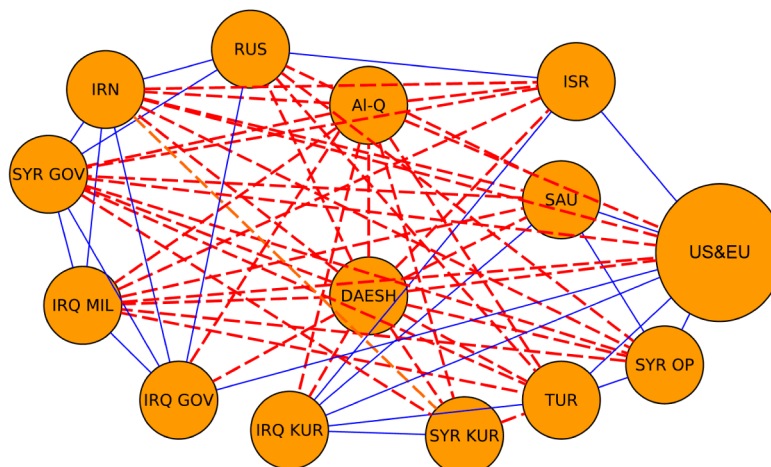 RUS
IRN
Al-Q
ISR
SYR GOV
SAU
US&EU
IRQ MIL
DAESH
SYR OP
IRQ GOV
TUR
IRQ KUR
SYR KUR